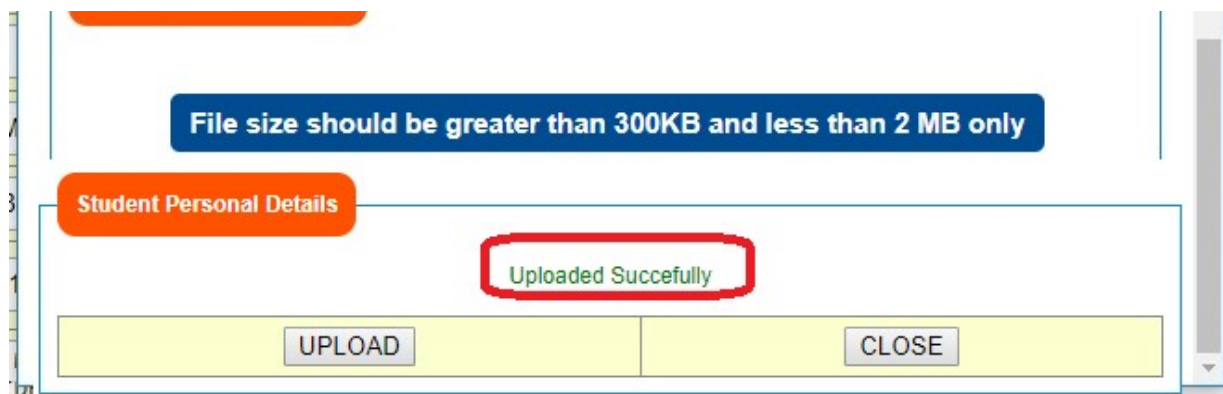 File size should be greater than 300KB and less than 2 MB only
Student Personal Details
Uploaded Succefully
UPLOAD
CLOSE